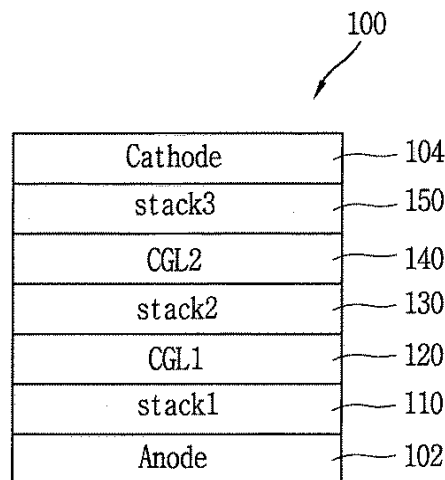 100
Cathode 104
stack3 150
CGL2 140
stack2 130
CGL1 120
stack1 110
Anode 102